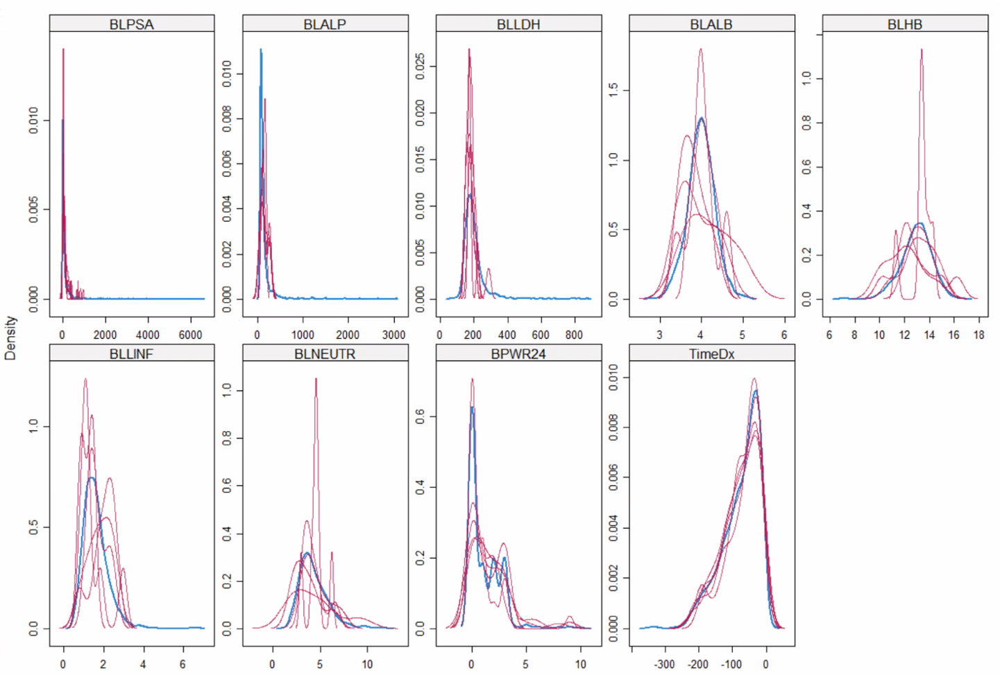 BLPSA BLALP BLLDH BLALB BLHB
0.000 0.005 0.010
0 2000 4000 6000
0.000 0.002 0.004 0.006 0.008 0.010
0 1000 2000 3000
0.000 0.005 0.010 0.015 0.020 0.025
0 200 400 600 800
0.0 0.5 1.0 1.5
3 4 5 6
0.0 0.2 0.4 0.6 0.8 1.0
6 8 10 12 14 16 18
Density
BLLINF BLNEUTR BPWR24 TimeDx
0.0 0.5 1.0
0 2 4 6
0.0 0.2 0.4 0.6 0.8 1.0
0 5 10
0.0 0.2 0.4 0.6
0 5 10
0.000 0.002 0.004 0.006 0.008 0.010
-300 -200 -100 0